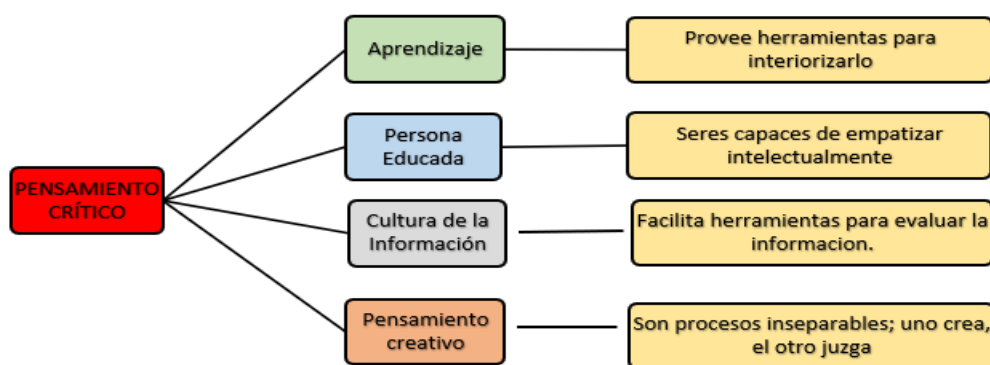 PENSAMIENTO
CRÍTICO
Aprendizaje
Provee herramientas para
interiorizarlo
Persona
Educada
Seres capaces de empatizar
intelectualmente
Cultura de la
Información
Facilita herramientas para evaluar la
informacion.
Pensamiento
creativo
Son procesos inseparables; uno crea,
el otro juzga